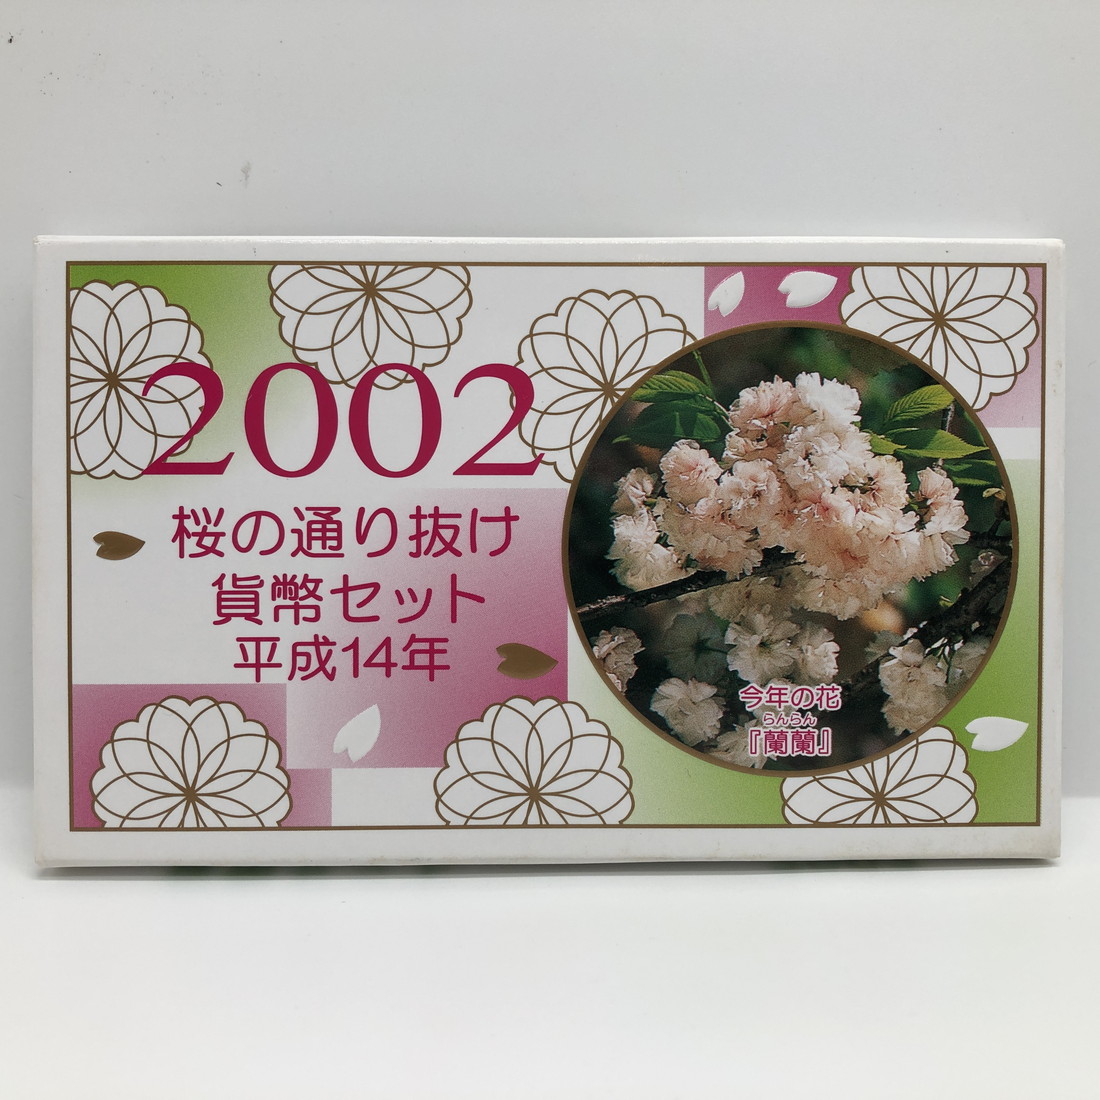 2002
桜の通り抜け
貨幣セット
平成14年
今年の花
らんらん
『蘭蘭』